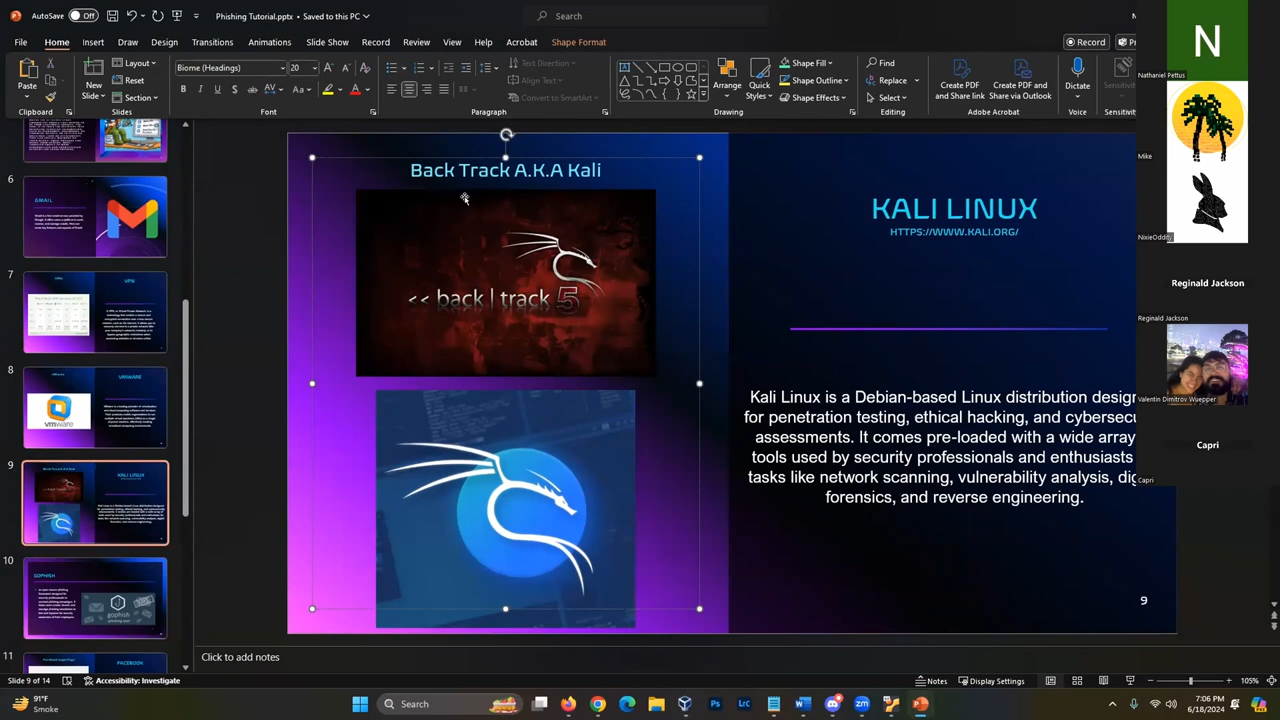 AutoSave
Off
Phishing Tutorial.pptx • Saved to this PC
Search
File
Home
Insert
Draw
Design
Transitions
Animations
Slide Show
Record
Review
View
Help
Acrobat
Shape Format
Record
Paste
Clipboard
New
Slide
Layout
Reset
Section
Slides
Biome (Headings)
20
Font
Text Direction
Align Text
Convert to SmartArt
Paragraph
Arrange
Quick
Styles
Shape Fill
Shape Outline
Shape Effects
Drawing
Find
Replace
Select
Editing
Create PDF
and Share link
Create PDF and
Share via Outlook
Adobe Acrobat
Dictate
Voice
Sensitivity
Sensitivity
N
Nathaniel Pettus
Mike
NixieOddity
Reginald Jackson
Reginald Jackson
Valentin Dimitrov Wuepper
Capri
Capri
6
GMAIL
7
VPN
8
VMWARE
vmware
9
Back Track A.K.A Kali
KALI LINUX
10
GOPHISH
gophish
11
FACEBOOK
Back Track A.K.A Kali
<< back | track 5
KALI LINUX
HTTPS://WWW.KALI.ORG/
Kali Linux is a Debian-based Linux distribution desig
for penetration testing, ethical hacking, and cybersecu
assessments. It comes pre-loaded with a wide array
tools used by security professionals and enthusiasts
tasks like network scanning, vulnerability analysis, dig
forensics, and reverse engineering.
9
Click to add notes
Slide 9 of 14
Accessibility: Investigate
Notes
Display Settings
105%
91°F
Smoke
Search
7:06 PM
6/18/2024